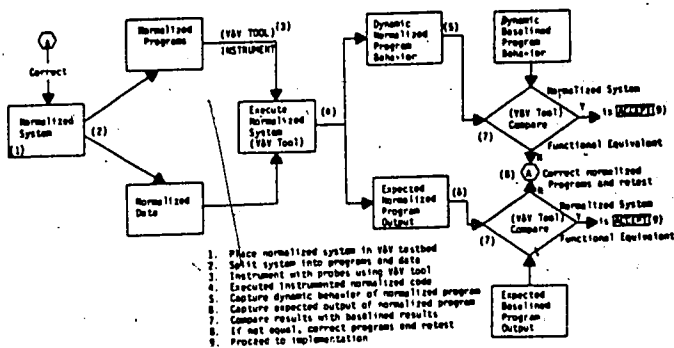 A
Correct
Normalized
System
(1)
(2)
Normalized
Programs
Normalized
Data
(V&V TOOL)
(3)
INSTRUMENT
Execute
Normalized
System
(V&V Tool)
(4)
Dynamic
Normalized
Program
Behavior
(5)
Expected
Normalized
Program
Output
(6)
Dynamic
Baselined
Program
Behavior
(V&V Tool)
Compare
(7)
Normalized System
Y
is ACCEPT(9)
Functional Equivalent
N
(8)
A
Correct normalized
Programs and retest
N
(V&V Tool)
Compare
(7)
Normalized System
Y
is ACCEPT(9)
Functional Equivalent
Expected
Baselined
Program
Output
1. Place normalized system in V&V testbed
2. Split system into programs and data
3. Instrument with probes using V&V tool
4. Executed instrumented normalized code
5. Capture dynamic behavior of normalized program
6. Capture expected output of normalized program
7. Compare results with baselined results
8. If not equal, correct programs and retest
9. Proceed to implementation